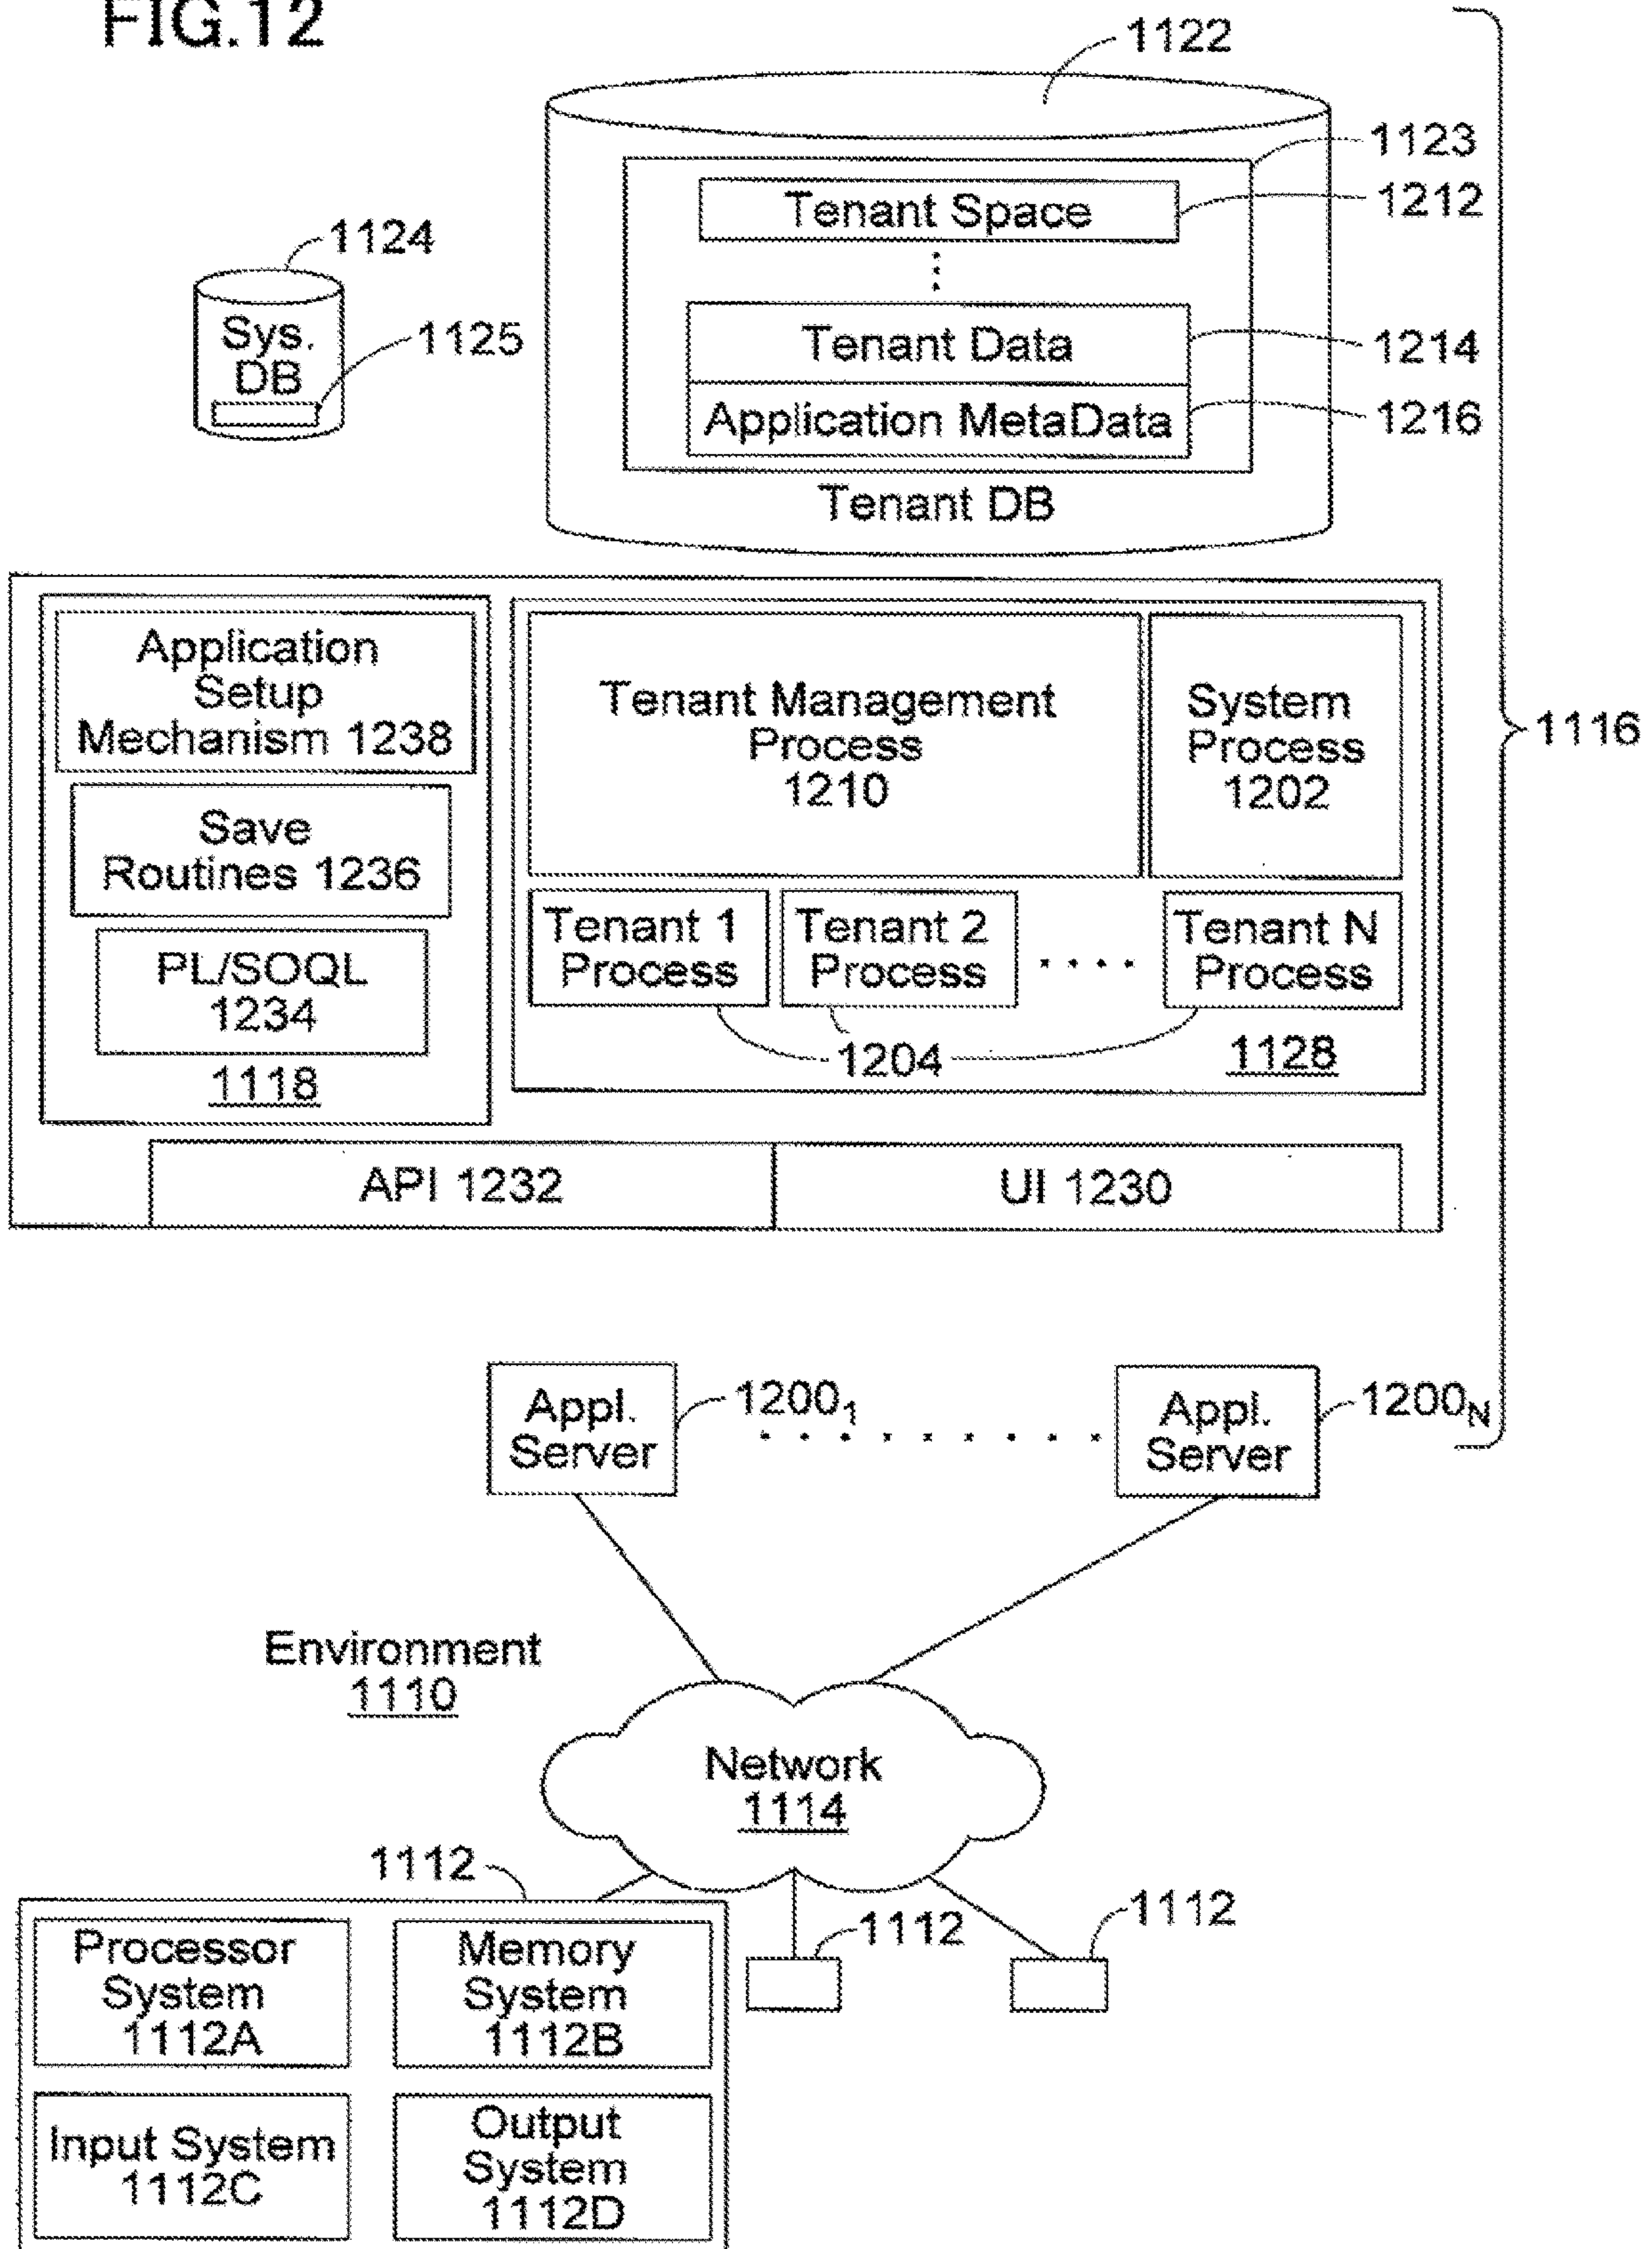 FIG.12
1122
1123
Tenant Space
1212
1124
Sys.
DB
1125
Tenant Data
1214
Application MetaData
1216
Tenant DB
Application
Setup
Mechanism 1238
Save
Routines 1236
PL/SOQL
1234
1118
Tenant Management
Process
1210
System
Process
1202
1116
Tenant 1
Process
Tenant 2
Process
....
Tenant N
Process
1204
1128
API 1232
UI 1230
Appl.
Server
1200₁
Appl.
Server
1200N
Environment
1110
Network
1114
1112
1112
1112
Processor
System
1112A
Memory
System
1112B
Input System
1112C
Output
System
1112D